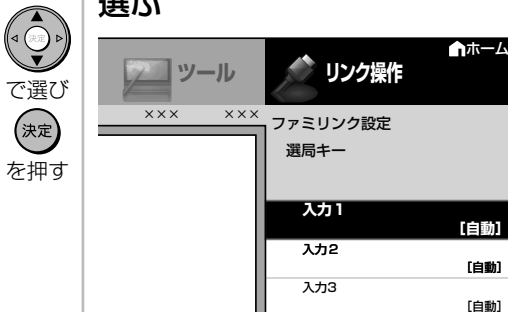 選ぶ
決定
で選び
決定
を押す
ホーム
ツール
リンク操作
××× ×××
ファミリンク設定
選局キー
入力1
[自動]
入力2
[自動]
入力3
[自動]